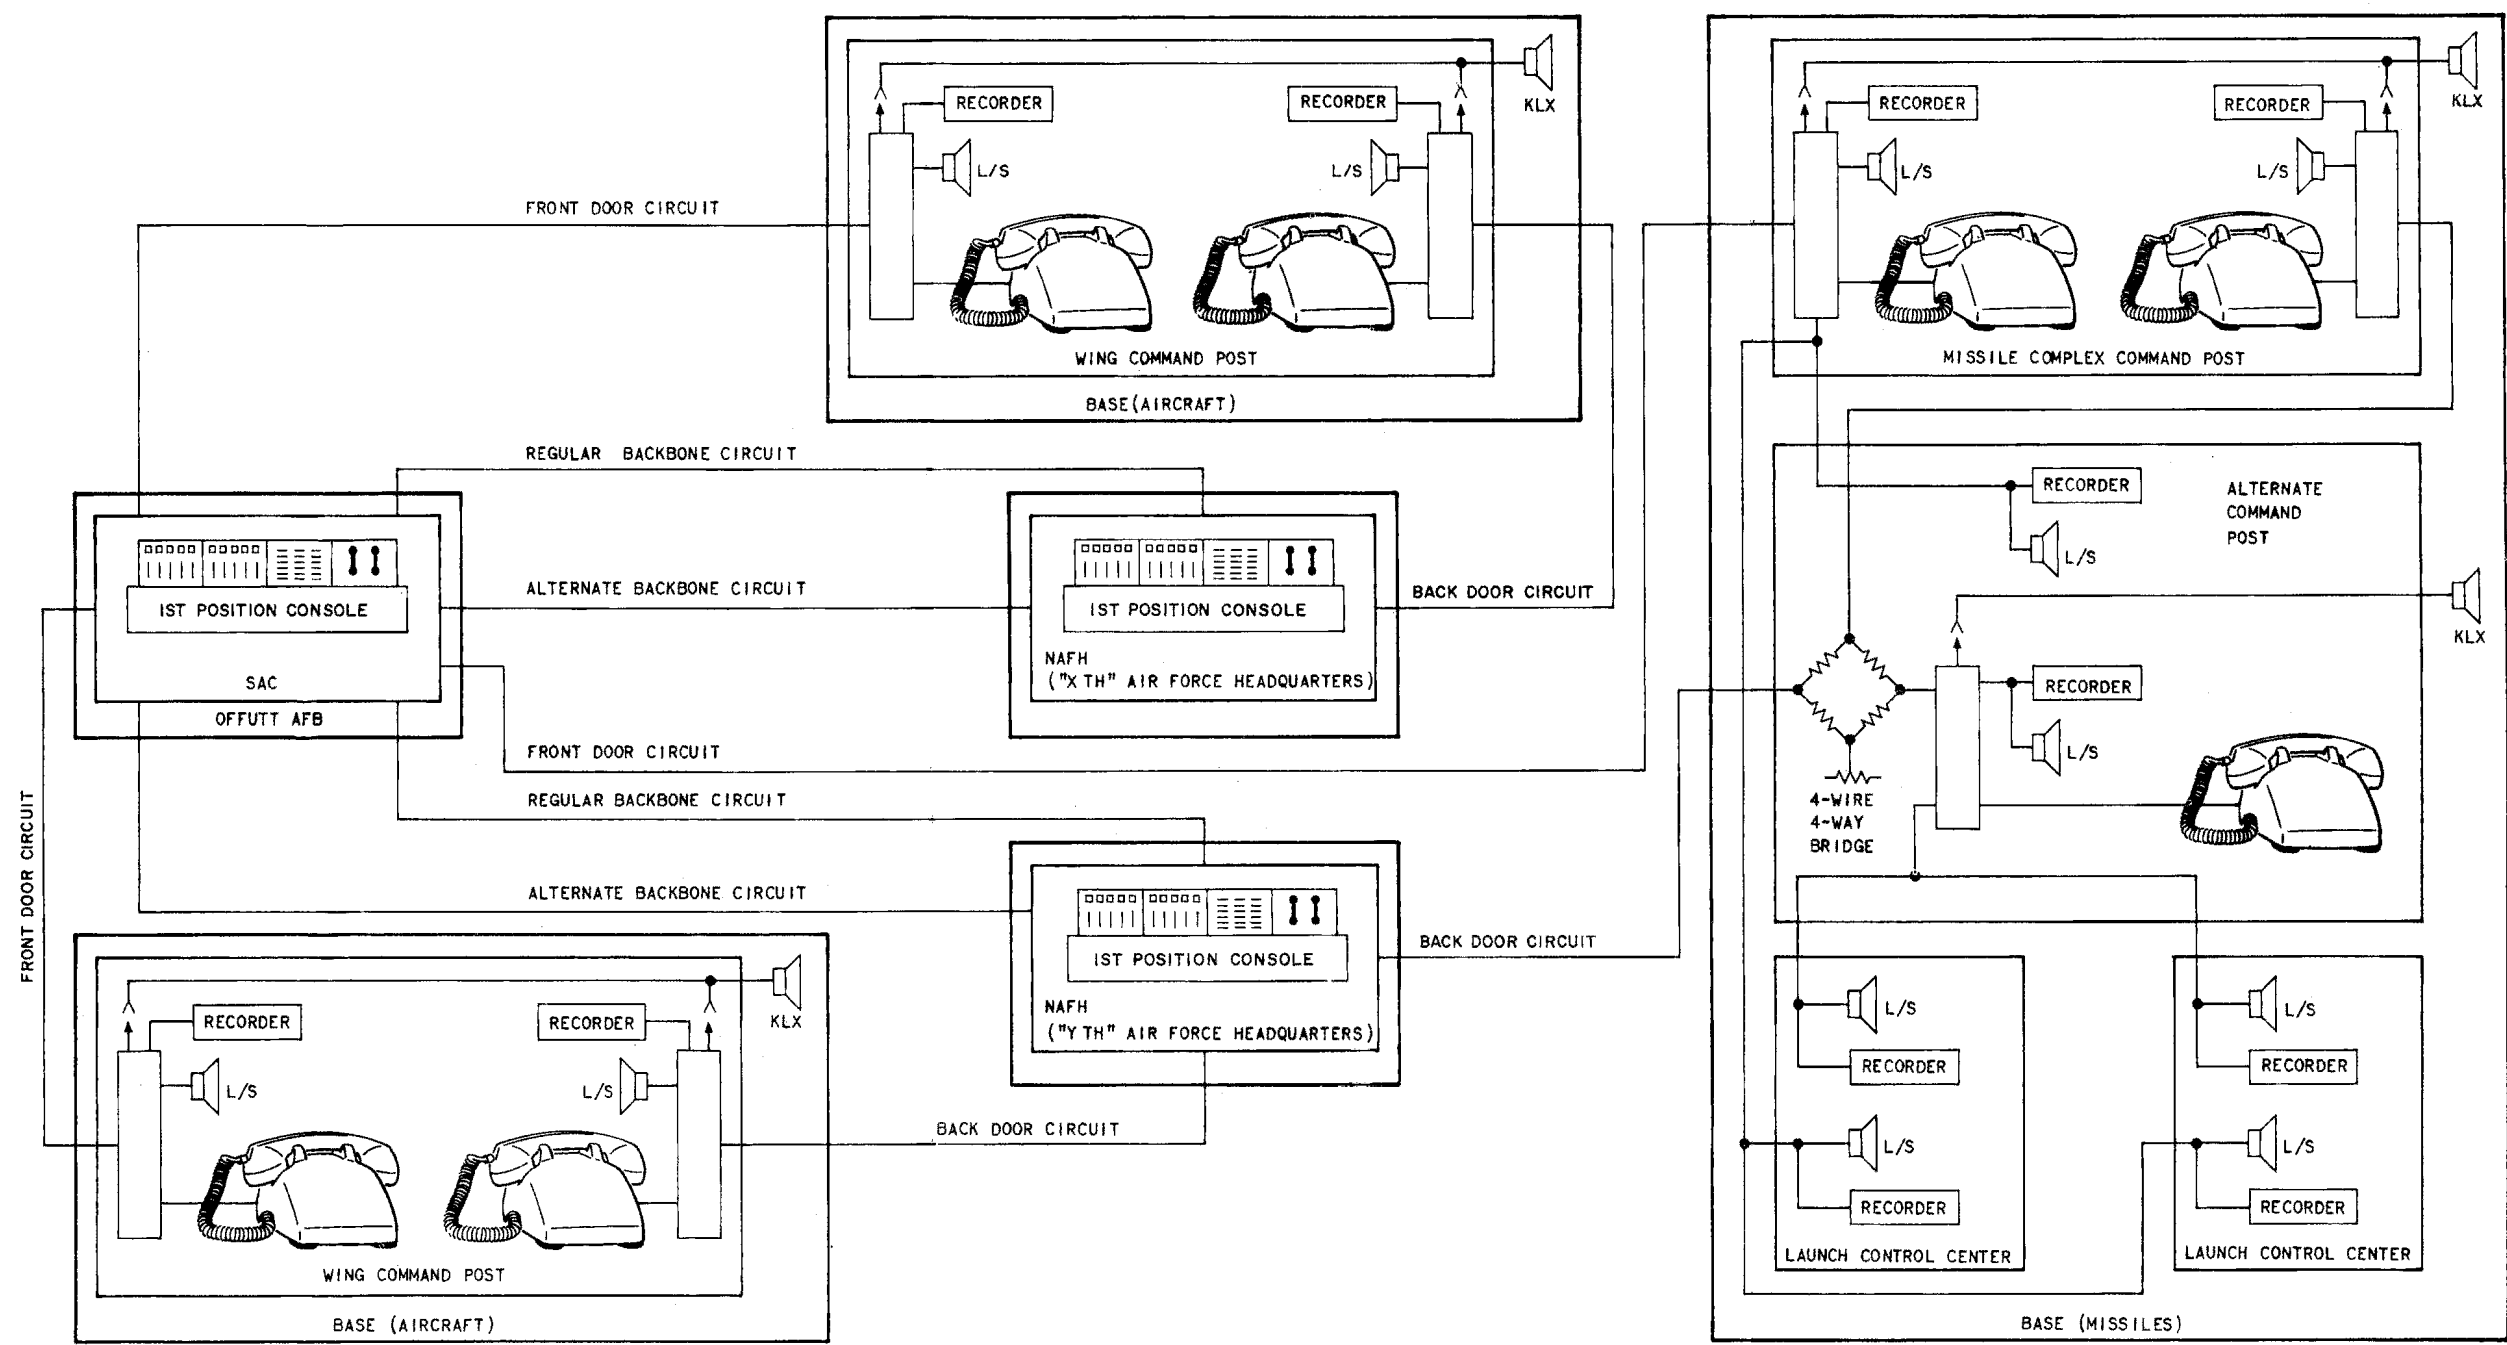 RECORDER
RECORDER
KLX
L/S
L/S
WING COMMAND POST
BASE(AIRCRAFT)
RECORDER
RECORDER
KLX
L/S
L/S
MISSILE COMPLEX COMMAND POST
FRONT DOOR CIRCUIT
REGULAR BACKBONE CIRCUIT
ALTERNATE BACKBONE CIRCUIT
BACK DOOR CIRCUIT
1ST POSITION CONSOLE
SAC
OFFUTT AFB
1ST POSITION CONSOLE
NAFH
("X TH" AIR FORCE HEADQUARTERS)
FRONT DOOR CIRCUIT
REGULAR BACKBONE CIRCUIT
ALTERNATE BACKBONE CIRCUIT
FRONT DOOR CIRCUIT
1ST POSITION CONSOLE
NAFH
("Y TH" AIR FORCE HEADQUARTERS)
BACK DOOR CIRCUIT
BACK DOOR CIRCUIT
RECORDER
RECORDER
KLX
L/S
L/S
WING COMMAND POST
BASE (AIRCRAFT)
RECORDER
ALTERNATE
COMMAND
POST
L/S
KLX
RECORDER
L/S
4-WIRE
4-WAY
BRIDGE
L/S
RECORDER
L/S
RECORDER
LAUNCH CONTROL CENTER
L/S
RECORDER
L/S
RECORDER
LAUNCH CONTROL CENTER
BASE (MISSILES)